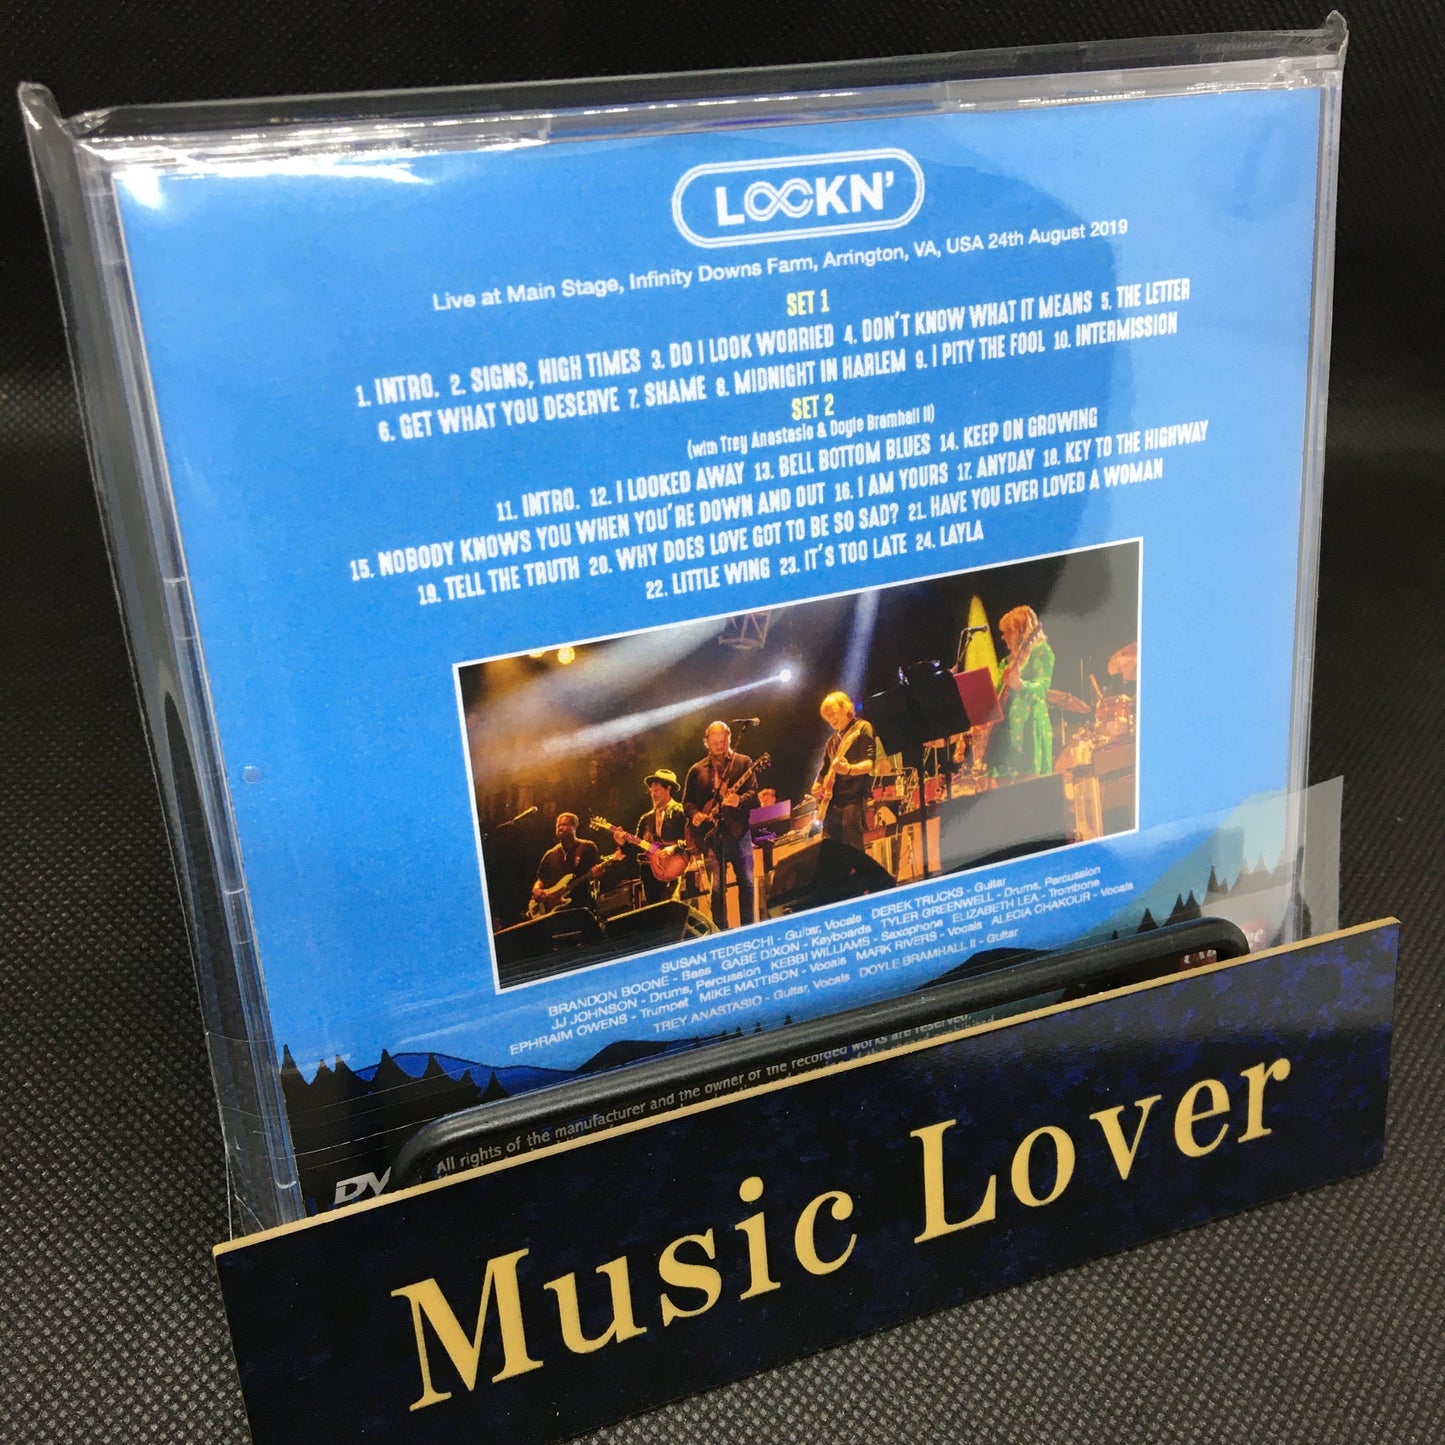 LOCKN'
Live at Main Stage, Infinity Downs Farm, Arrington, VA, USA 24th August 2019
SET 1
1. INTRO. 2. SIGNS, HIGH TIMES 3. DO I LOOK WORRIED 4. DON'T KNOW WHAT IT MEANS 5. THE LETTER
6. GET WHAT YOU DESERVE 7. SHAME 8. MIDNIGHT IN HARLEM 9. I PITY THE FOOL 10. INTERMISSION
SET 2
(with Trey Anastasio & Doyle Bramhall II)
11. INTRO. 12. I LOOKED AWAY 13. BELL BOTTOM BLUES 14. KEEP ON GROWING
15. NOBODY KNOWS YOU WHEN YOU'RE DOWN AND OUT 16. I AM YOURS 17. ANYDAY 18. KEY TO THE HIGHWAY
19. TELL THE TRUTH 20. WHY DOES LOVE GOT TO BE SO SAD? 21. HAVE YOU EVER LOVED A WOMAN
22. LITTLE WING 23. IT'S TOO LATE 24. LAYLA
SUSAN TEDESCHI - Guitar, Vocals DEREK TRUCKS - Guitar
BRANDON BOONE - Bass GABE DIXON - Keyboards TYLER GREENWELL - Drums, Percussion
JJ JOHNSON - Drums, Percussion KEBBI WILLIAMS - Saxophone ELIZABETH LEA - Trombone
EPHRAIM OWENS - Trumpet MIKE MATTISON - Vocals MARK RIVERS - Vocals ALECIA CHAKOUR - Vocals
TREY ANASTASIO - Guitar, Vocals DOYLE BRAMHALL II - Guitar
All rights of the manufacturer and the owner of the recorded works are reserved.
DV
Music Lover